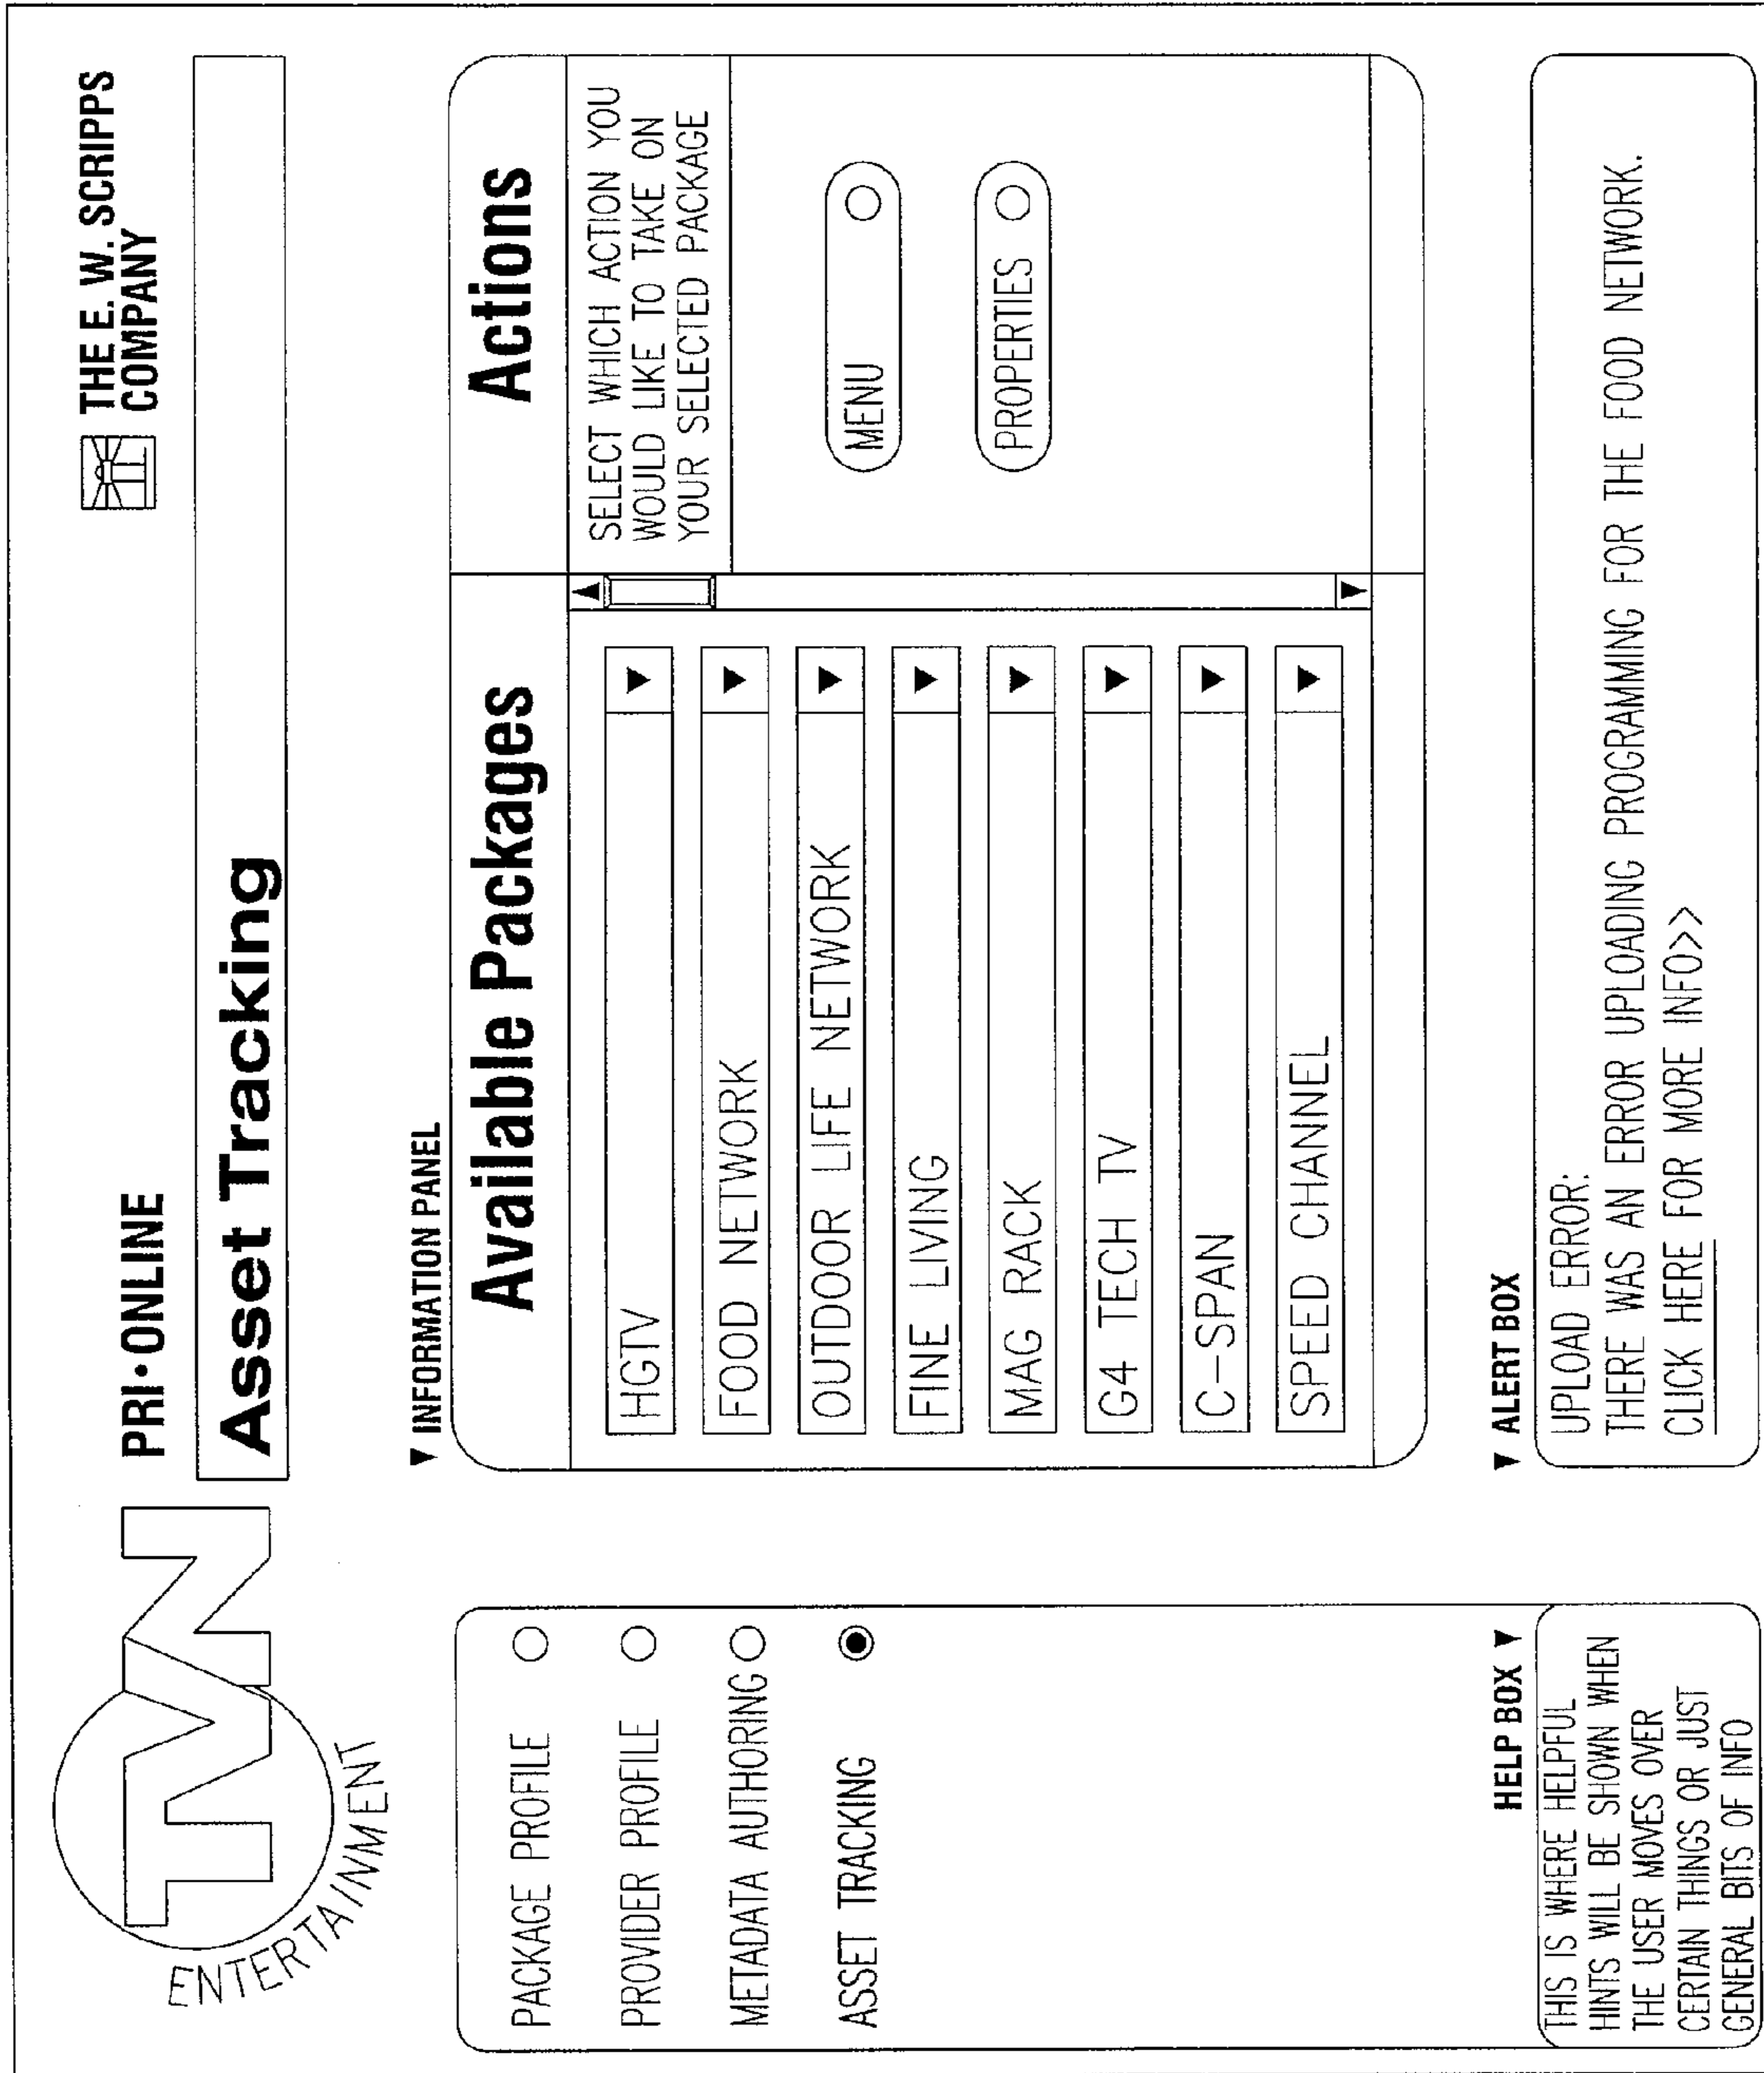 TVN
ENTERTAINMENT
PRI•ONLINE
THE E. W. SCRIPPS
COMPANY
Asset Tracking
PACKAGE PROFILE
PROVIDER PROFILE
METADATA AUTHORING
ASSET TRACKING
HELP BOX ▼
THIS IS WHERE HELPFUL
HINTS WILL BE SHOWN WHEN
THE USER MOVES OVER
CERTAIN THINGS OR JUST
GENERAL BITS OF INFO
▼ INFORMATION PANEL
Available Packages
HGTV
FOOD NETWORK
OUTDOOR LIFE NETWORK
FINE LIVING
MAG RACK
G4 TECH TV
C-SPAN
SPEED CHANNEL
Actions
SELECT WHICH ACTION YOU
WOULD LIKE TO TAKE ON
YOUR SELECTED PACKAGE
MENU
PROPERTIES
▼ ALERT BOX
UPLOAD ERROR:
THERE WAS AN ERROR UPLOADING PROGRAMMING FOR THE FOOD NETWORK.
CLICK HERE FOR MORE INFO>>